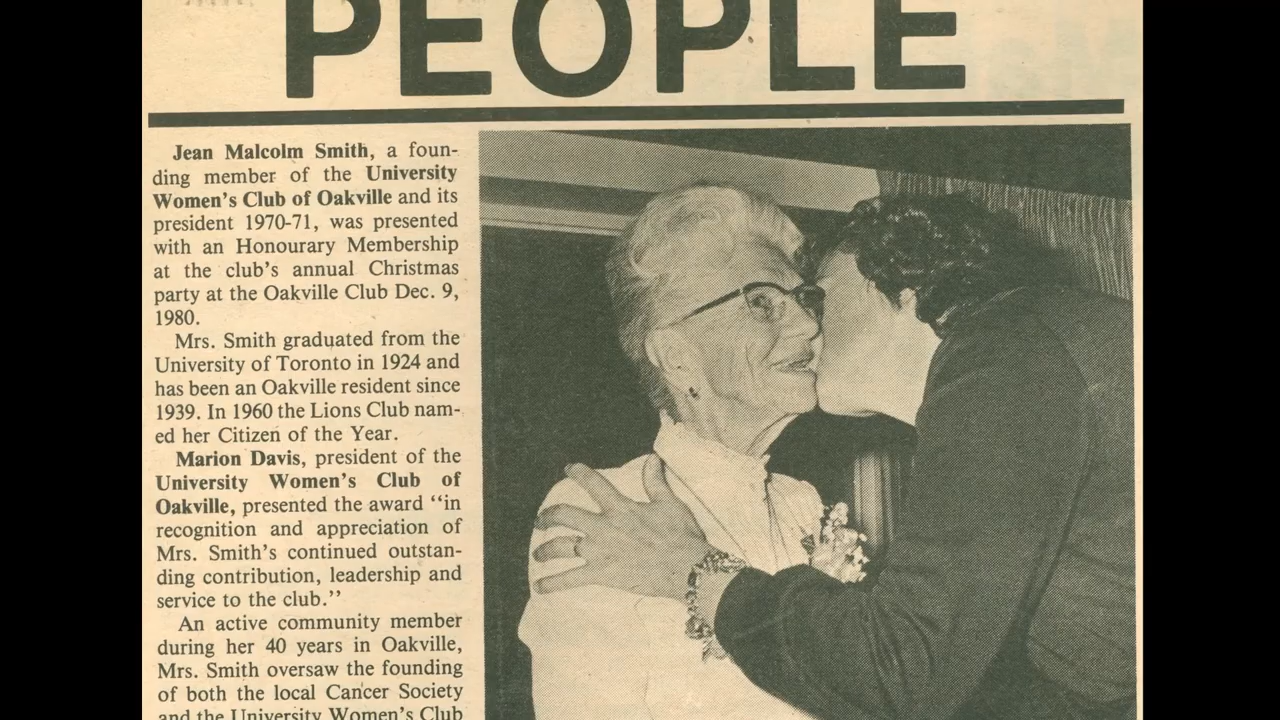 PEOPLE
Jean Malcolm Smith, a foun-
ding member of the University
Women's Club of Oakville and its
president 1970-71, was presented
with an Honourary Membership
at the club's annual Christmas
party at the Oakville Club Dec. 9,
1980.
Mrs. Smith graduated from the
University of Toronto in 1924 and
has been an Oakville resident since
1939. In 1960 the Lions Club nam-
ed her Citizen of the Year.
Marion Davis, president of the
University Women's Club of
Oakville, presented the award "in
recognition and appreciation of
Mrs. Smith's continued outstan-
ding contribution, leadership and
service to the club."
An active community member
during her 40 years in Oakville,
Mrs. Smith oversaw the founding
of both the local Cancer Society
and the University Women's Club